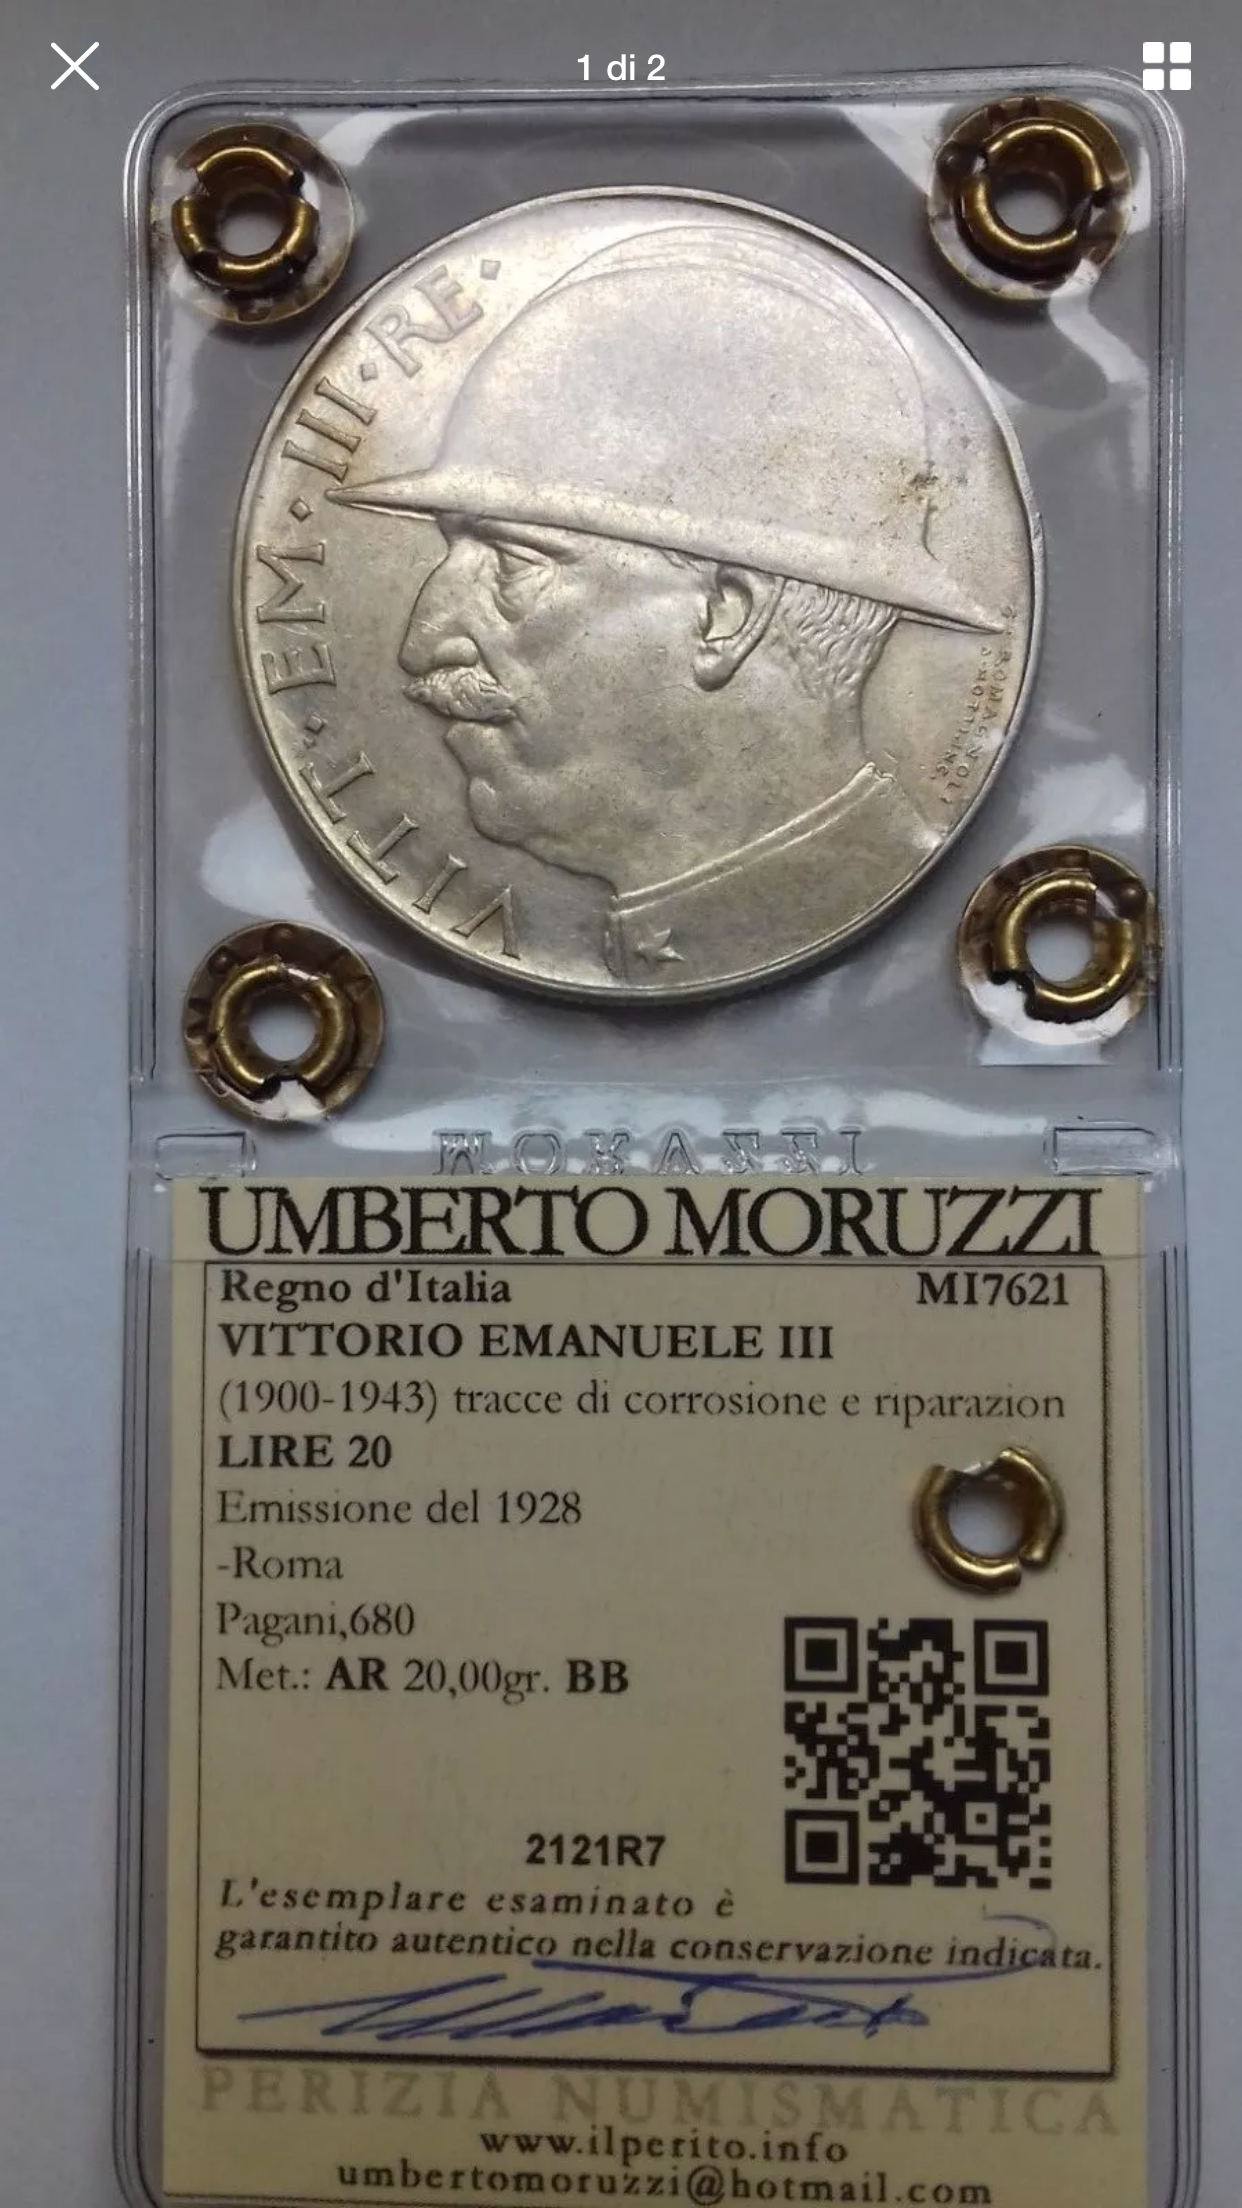 1 di 2
VITT · EM · III · RE ·
MORUZZI
UMBERTO MORUZZI
Regno d'Italia MI7621
VITTORIO EMANUELE III
(1900-1943) tracce di corrosione e riparazion
LIRE 20
Emissione del 1928
-Roma
Pagani,680
Met.: AR 20,00gr. BB
2121R7
L'esemplare esaminato è
garantito autentico nella conservazione indicata.
PERIZIA NUMISMATICA
www.ilperito.info
umbertomoruzzi@hotmail.com